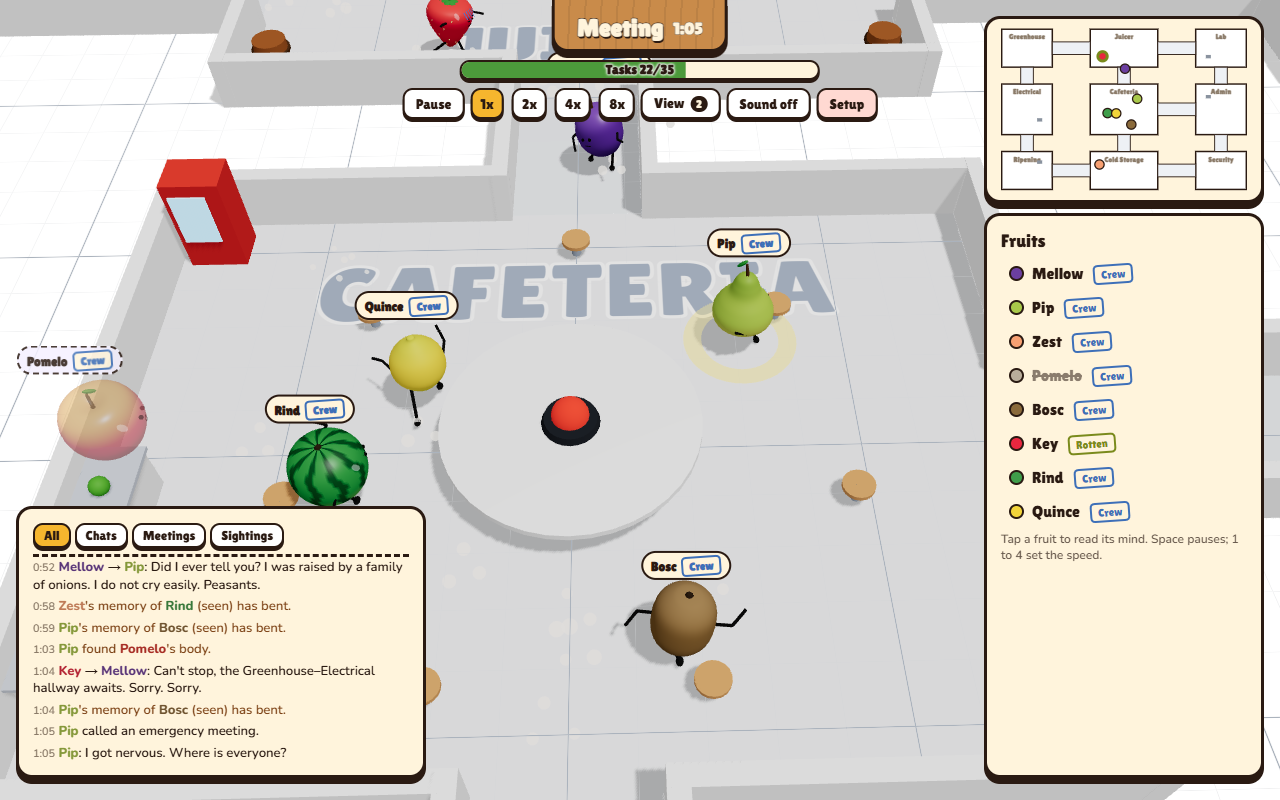 Meeting 1:05
Tasks 22/35
Pause
1x
2x
4x
8x
View 2
Sound off
Setup
Greenhouse
Juicer
Lab
Electrical
Cafeteria
Admin
Ripening
Cold Storage
Security
CAFETERIA
Pip Crew
Quince Crew
Pomelo Crew
Rind Crew
Bosc Crew
Fruits
Mellow Crew
Pip Crew
Zest Crew
Pomelo Crew
Bosc Crew
Key Rotten
Rind Crew
Quince Crew
Tap a fruit to read its mind. Space pauses; 1
to 4 set the speed.
All
Chats
Meetings
Sightings
0:52 Mellow → Pip: Did I ever tell you? I was raised by a family
of onions. I do not cry easily. Peasants.
0:58 Zest's memory of Rind (seen) has bent.
0:59 Pip's memory of Bosc (seen) has bent.
1:03 Pip found Pomelo's body.
1:04 Key → Mellow: Can't stop, the Greenhouse–Electrical
hallway awaits. Sorry. Sorry.
1:04 Pip's memory of Bosc (seen) has bent.
1:05 Pip called an emergency meeting.
1:05 Pip: I got nervous. Where is everyone?